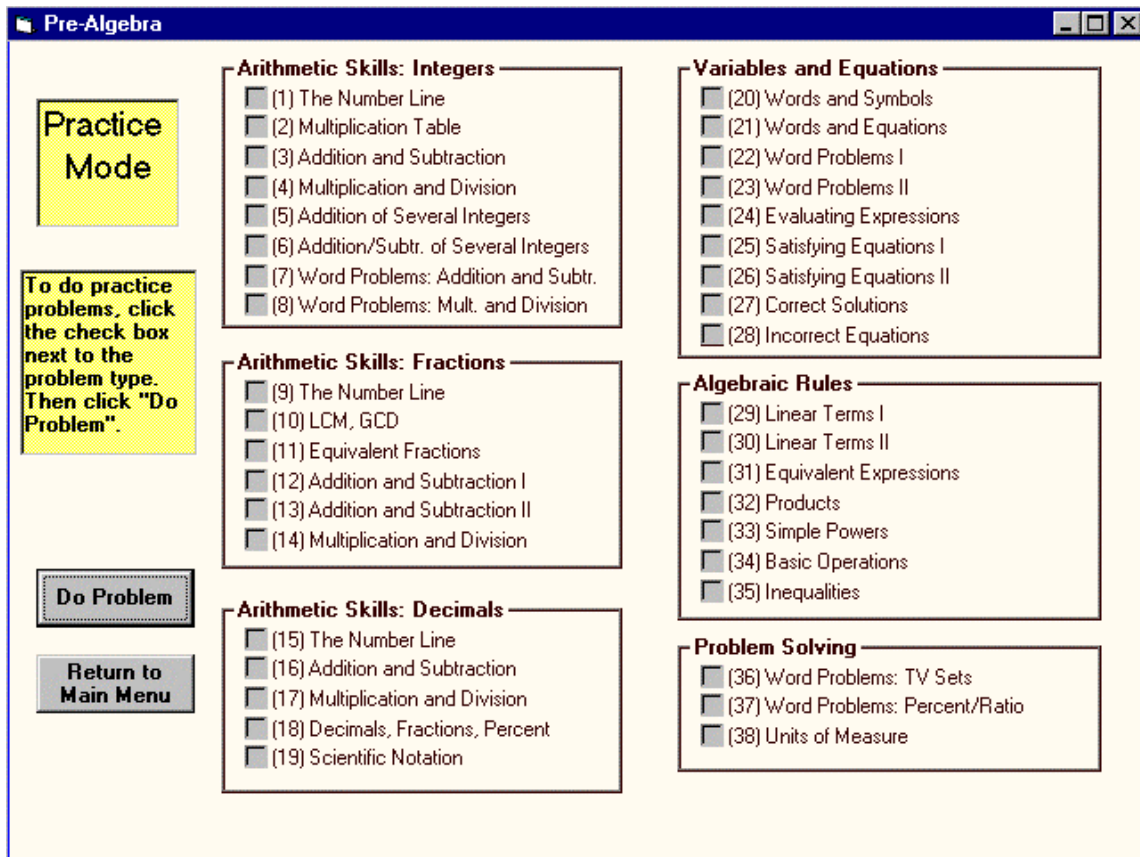 Pre-Algebra
Practice
Mode
To do practice
problems, click
the check box
next to the
problem type.
Then click "Do
Problem".
Do Problem
Return to
Main Menu
Arithmetic Skills: Integers
(1) The Number Line
(2) Multiplication Table
(3) Addition and Subtraction
(4) Multiplication and Division
(5) Addition of Several Integers
(6) Addition/Subtr. of Several Integers
(7) Word Problems: Addition and Subtr.
(8) Word Problems: Mult. and Division
Arithmetic Skills: Fractions
(9) The Number Line
(10) LCM, GCD
(11) Equivalent Fractions
(12) Addition and Subtraction I
(13) Addition and Subtraction II
(14) Multiplication and Division
Arithmetic Skills: Decimals
(15) The Number Line
(16) Addition and Subtraction
(17) Multiplication and Division
(18) Decimals, Fractions, Percent
(19) Scientific Notation
Variables and Equations
(20) Words and Symbols
(21) Words and Equations
(22) Word Problems I
(23) Word Problems II
(24) Evaluating Expressions
(25) Satisfying Equations I
(26) Satisfying Equations II
(27) Correct Solutions
(28) Incorrect Equations
Algebraic Rules
(29) Linear Terms I
(30) Linear Terms II
(31) Equivalent Expressions
(32) Products
(33) Simple Powers
(34) Basic Operations
(35) Inequalities
Problem Solving
(36) Word Problems: TV Sets
(37) Word Problems: Percent/Ratio
(38) Units of Measure